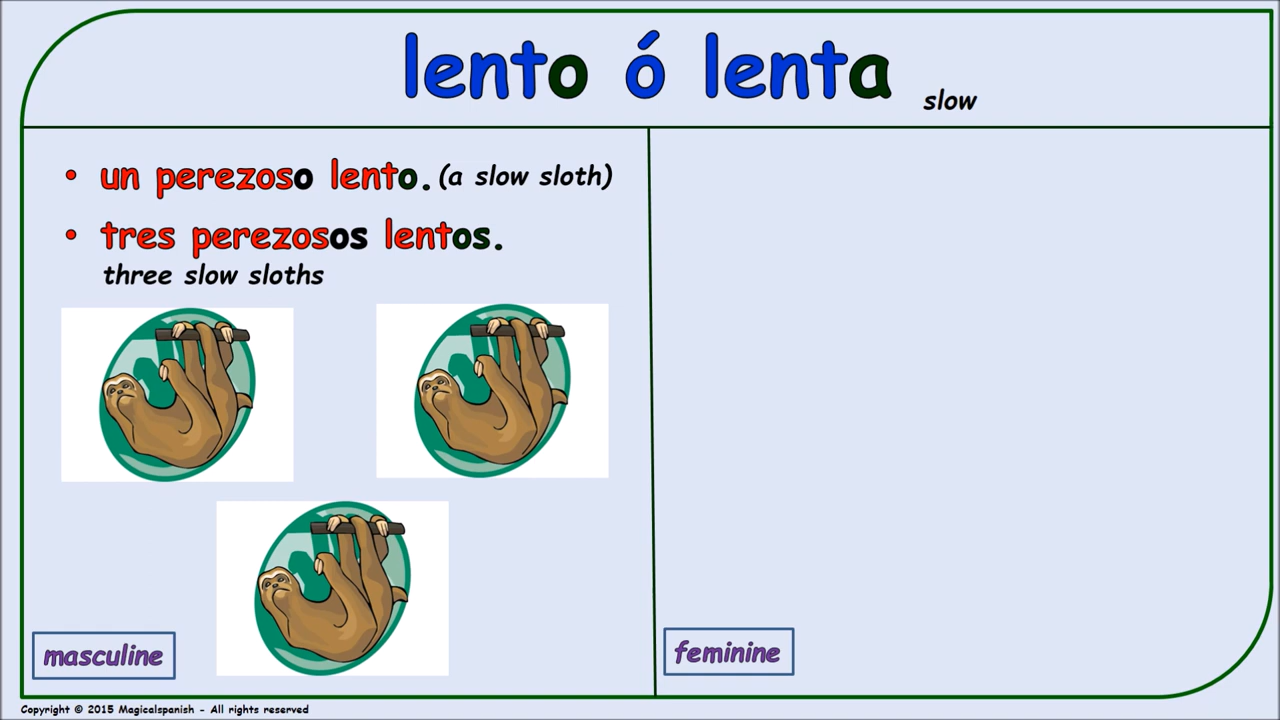 lento ó lenta slow
• un perezoso lento. (a slow sloth)
• tres perezosos lentos.
three slow sloths
masculine
feminine
Copyright © 2015 Magicalspanish - All rights reserved